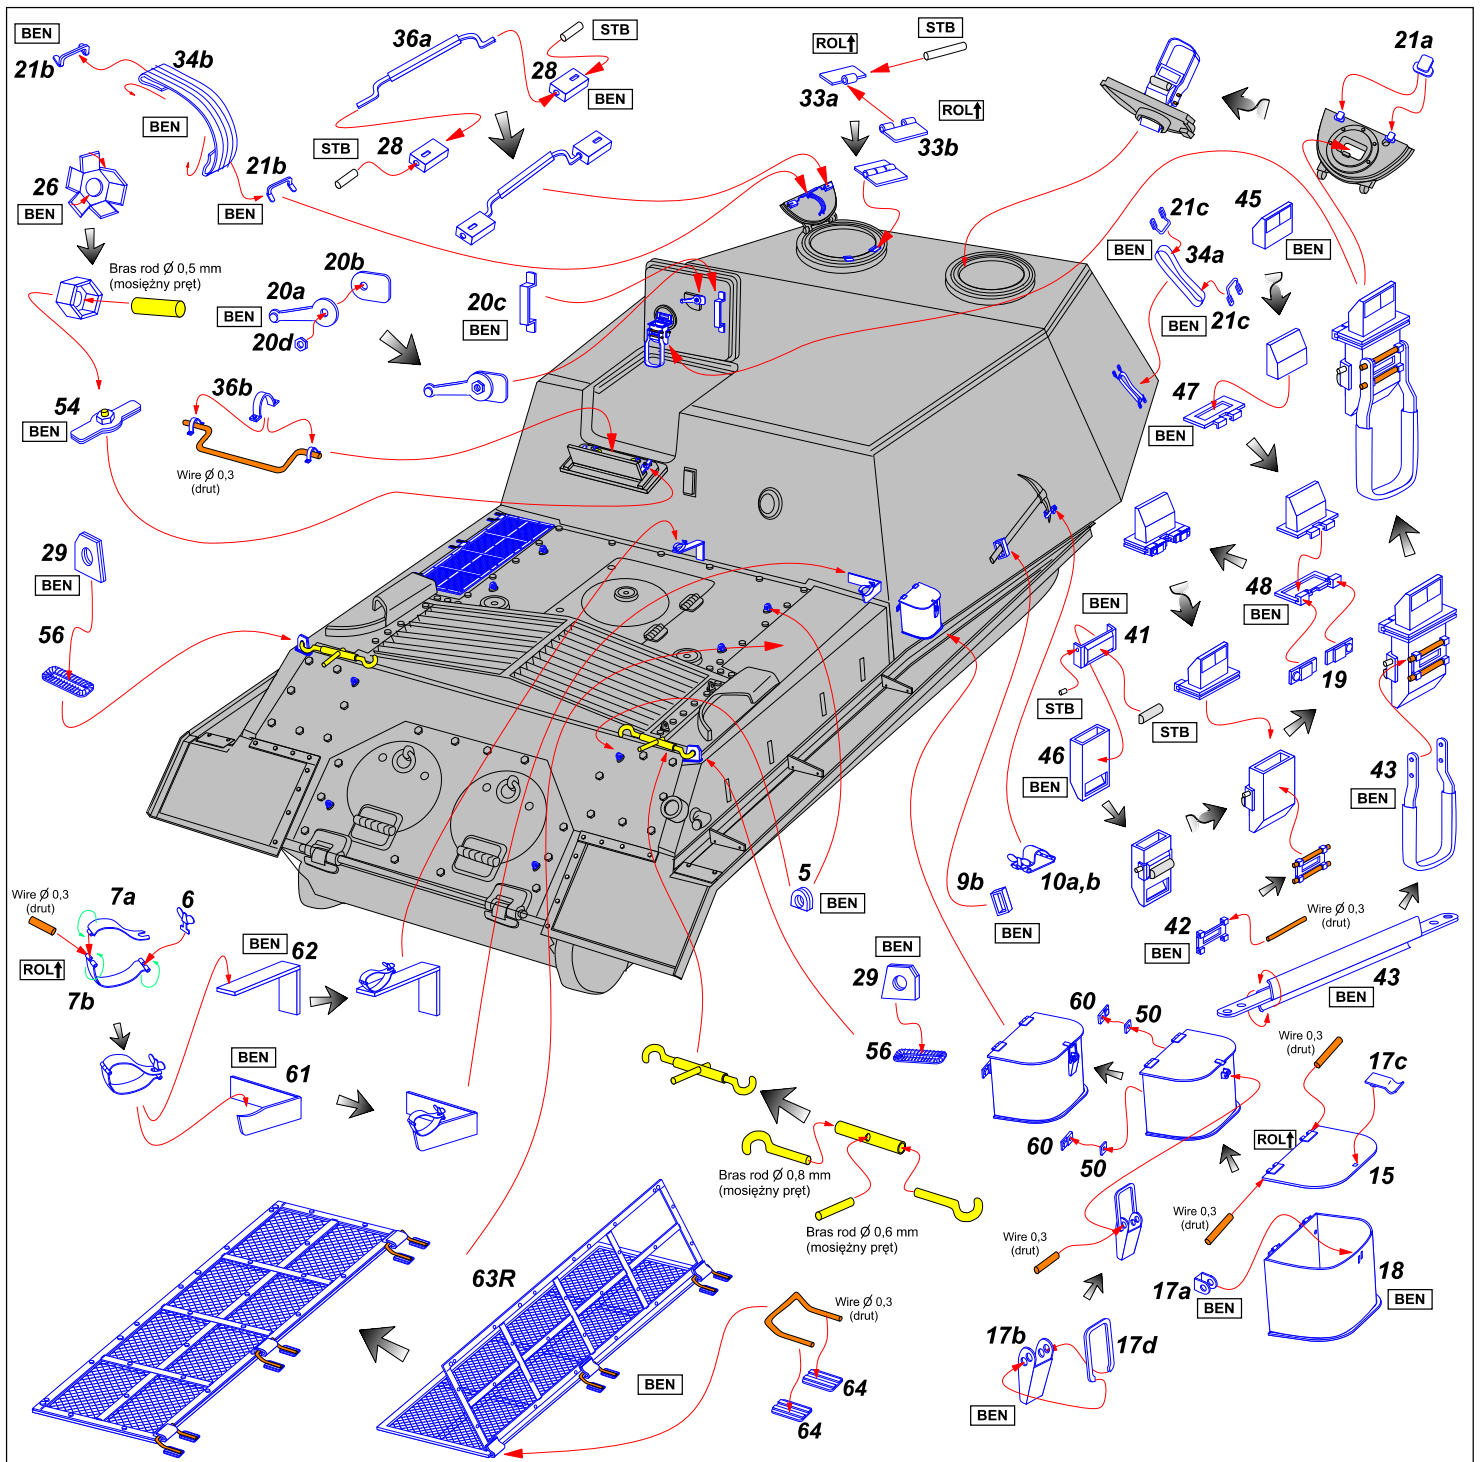 BEN
21b
34b
BEN
36a
28
STB
BEN
ROL↑
STB
33a
ROL↑
33b
21a
26
BEN
21b
BEN
STB
28
21c
45
BEN
BEN
34a
Bras rod Ø 0,5 mm
(mosiężny pręt)
20b
20a
BEN
20d
20c
BEN
BEN
21c
54
BEN
36b
Wire Ø 0,3
(drut)
47
BEN
29
BEN
56
48
BEN
BEN
41
19
STB
STB
46
BEN
43
BEN
5
BEN
9b
BEN
10a,b
Wire Ø 0,3
(drut)
7a
6
ROL↑
7b
BEN
62
Wire Ø 0,3
(drut)
42
BEN
BEN
29
56
43
BEN
60
50
Wire 0,3
(drut)
17c
BEN
61
60
50
ROL↑
15
Bras rod Ø 0,8 mm
(mosiężny pręt)
Bras rod Ø 0,6 mm
(mosiężny pręt)
Wire 0,3
(drut)
Wire 0,3
(drut)
17a
BEN
18
BEN
63R
Wire Ø 0,3
(drut)
BEN
64
64
17b
17d
BEN